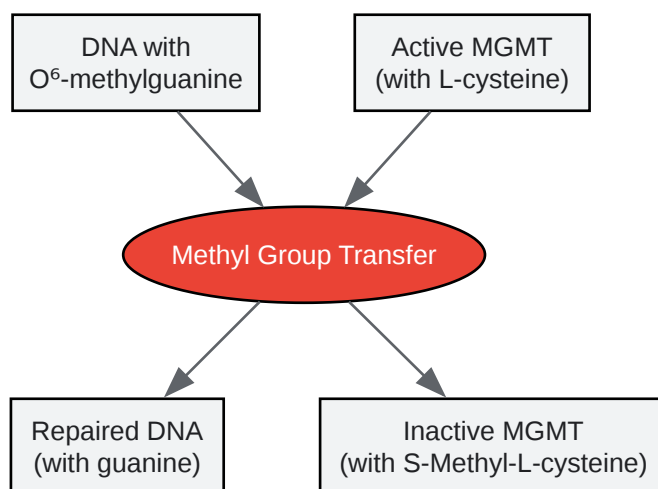 DNA with
O⁶-methylguanine
Active MGMT
(with L-cysteine)
Methyl Group Transfer
Repaired DNA
(with guanine)
Inactive MGMT
(with S-Methyl-L-cysteine)